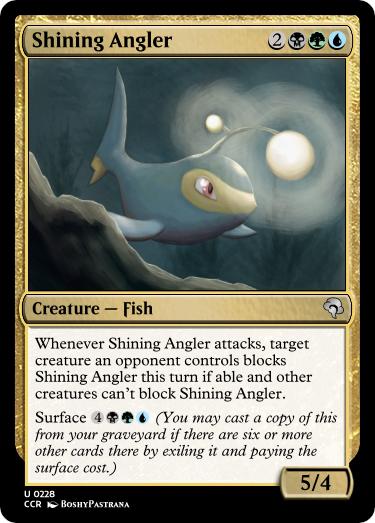 Shining Angler 2
Creature — Fish
Whenever Shining Angler attacks, target
creature an opponent controls blocks
Shining Angler this turn if able and other
creatures can't block Shining Angler.
Surface 4 (You may cast a copy of this
from your graveyard if there are six or more
other cards there by exiling it and paying the
surface cost.)
5/4
U 0228
CCR BoshyPastrana